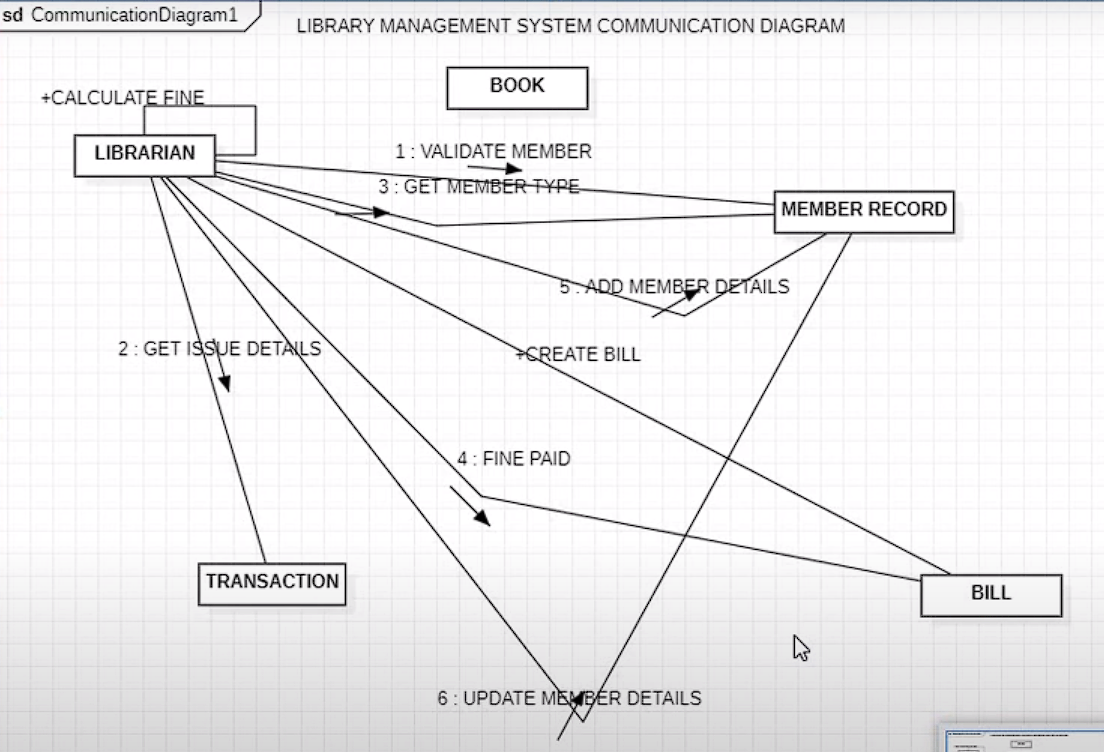 sd CommunicationDiagram1
LIBRARY MANAGEMENT SYSTEM COMMUNICATION DIAGRAM
BOOK
+CALCULATE FINE
LIBRARIAN
1 : VALIDATE MEMBER
3 : GET MEMBER TYPE
MEMBER RECORD
5 : ADD MEMBER DETAILS
2 : GET ISSUE DETAILS
+CREATE BILL
4 : FINE PAID
TRANSACTION
BILL
6 : UPDATE MEMBER DETAILS